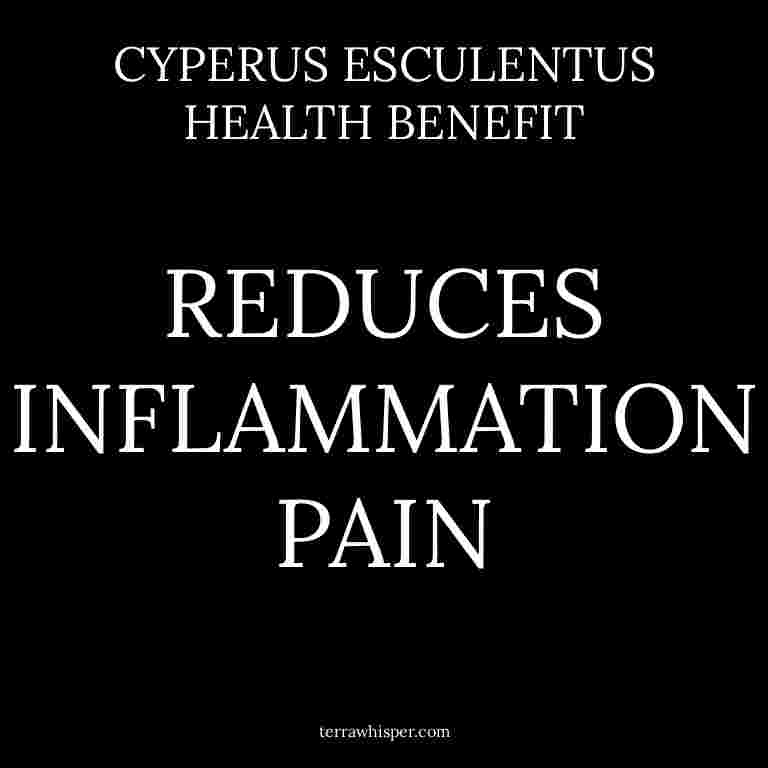 CYPERUS ESCULENTUS
HEALTH BENEFIT
REDUCES
INFLAMMATION
PAIN
terrawhisper.com